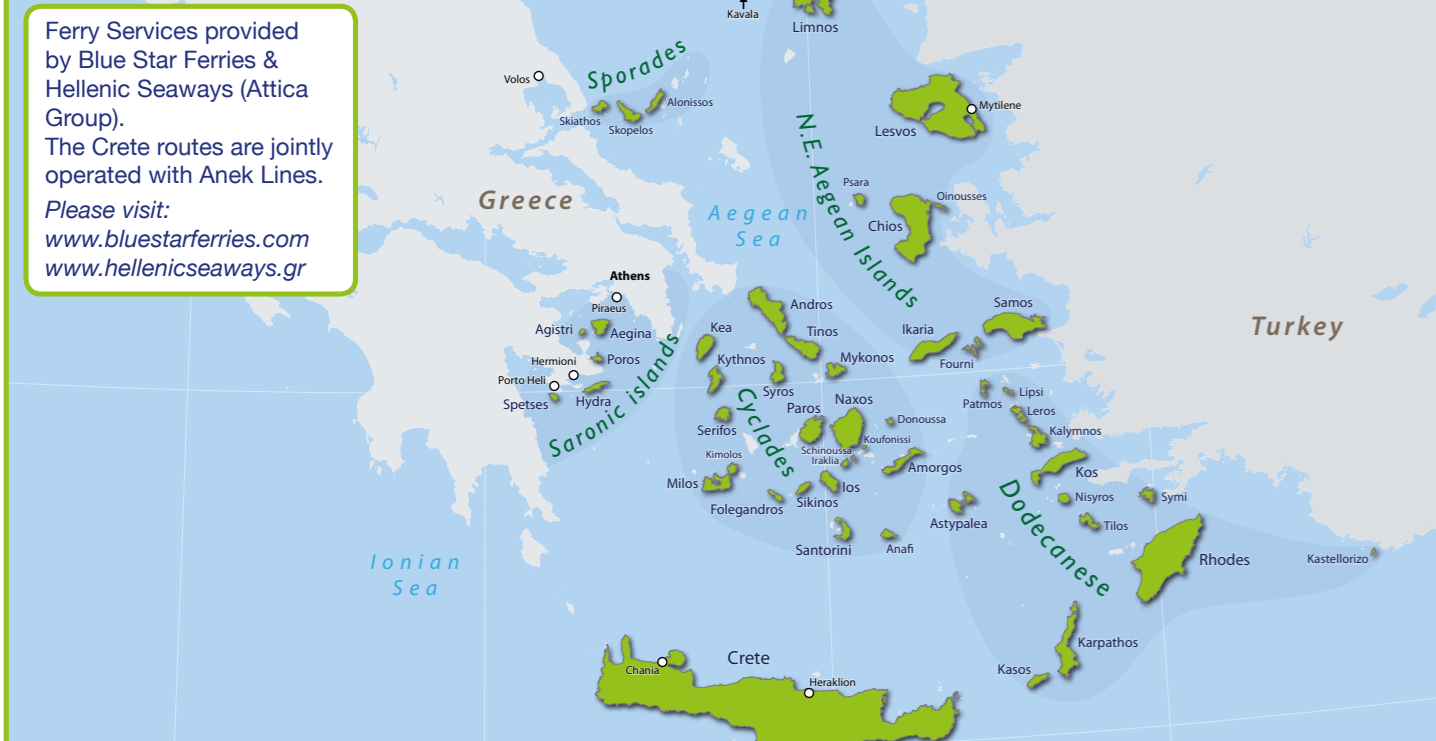 Ferry Services provided
by Blue Star Ferries &
Hellenic Seaways (Attica
Group).
The Crete routes are jointly
operated with Anek Lines.
Please visit:
www.bluestarferries.com
www.hellenicseaways.gr
Kavala
Limnos
Sporades
Volos
Alonissos
Skiathos
Skopelos
Mytilene
Lesvos
N.E. Aegean Islands
Psara
Oinousses
Chios
Greece
Aegean
Sea
Athens
Piraeus
Agistri
Aegina
Poros
Hermioni
Porto Heli
Spetses
Hydra
Saronic islands
Andros
Tinos
Kea
Kythnos
Mykonos
Syros
Ikaria
Samos
Fourni
Turkey
Cyclades
Paros
Naxos
Donoussa
Koufonissi
Schinoussa
Iraklia
Serifos
Kimolos
Milos
Folegandros
Sikinos
Ios
Amorgos
Santorini
Anafi
Patmos
Lipsi
Leros
Kalymnos
Kos
Nisyros
Symi
Tilos
Astypalea
Dodecanese
Rhodes
Kastellorizo
Ionian
Sea
Karpathos
Kasos
Crete
Chania
Heraklion